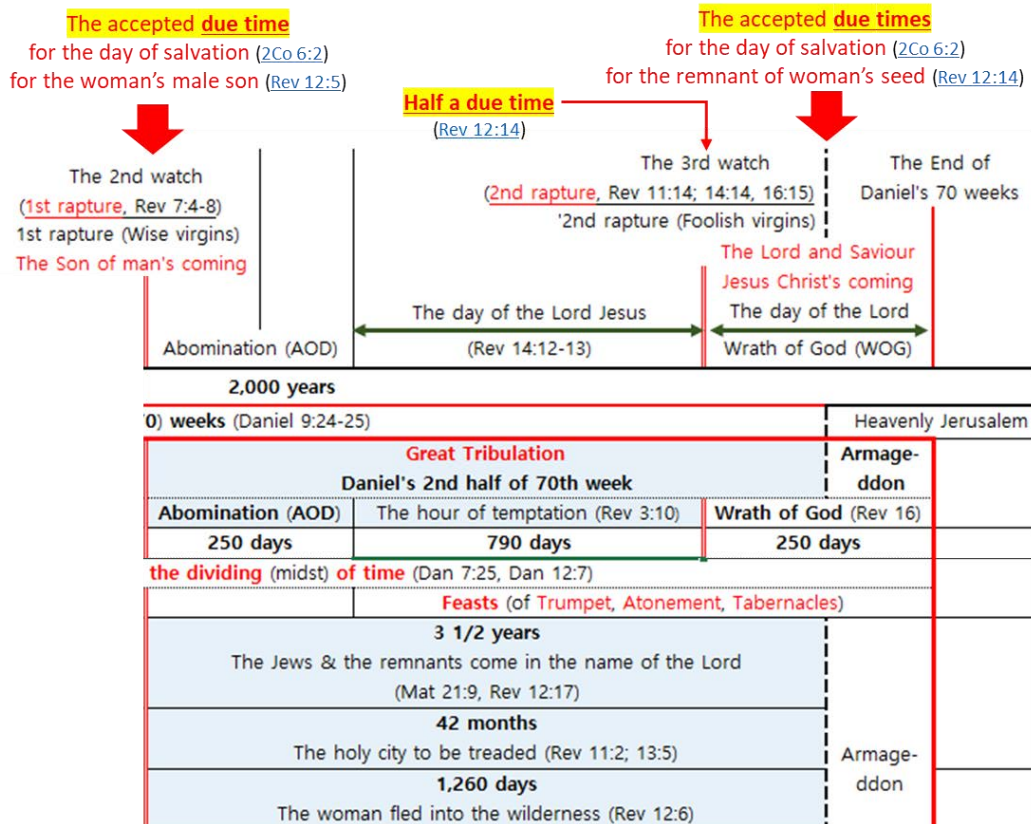 The accepted due time
for the day of salvation (2Co 6:2)
for the woman's male son (Rev 12:5)
The accepted due times
for the day of salvation (2Co 6:2)
for the remnant of woman's seed (Rev 12:14)
Half a due time
(Rev 12:14)
The 2nd watch
(1st rapture, Rev 7:4-8)
1st rapture (Wise virgins)
The Son of man's coming
The 3rd watch
(2nd rapture, Rev 11:14; 14:14, 16:15)
'2nd rapture (Foolish virgins)
The End of
Daniel's 70 weeks
The Lord and Saviour
Jesus Christ's coming
The day of the Lord Jesus
The day of the Lord
Abomination (AOD)
(Rev 14:12-13)
Wrath of God (WOG)
2,000 years
0) weeks (Daniel 9:24-25)
Heavenly Jerusalem
Great Tribulation
Daniel's 2nd half of 70th week
Armage-
ddon
Abomination (AOD)
The hour of temptation (Rev 3:10)
Wrath of God (Rev 16)
250 days
790 days
250 days
the dividing (midst) of time (Dan 7:25, Dan 12:7)
Feasts (of Trumpet, Atonement, Tabernacles)
3 1/2 years
The Jews & the remnants come in the name of the Lord
(Mat 21:9, Rev 12:17)
42 months
The holy city to be treaded (Rev 11:2; 13:5)
Armage-
ddon
1,260 days
The woman fled into the wilderness (Rev 12:6)